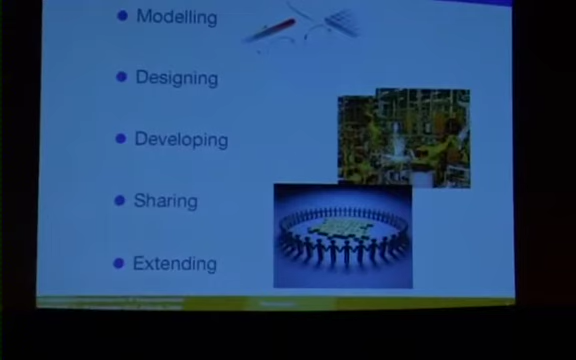 Modelling
Designing
Developing
Sharing
Extending